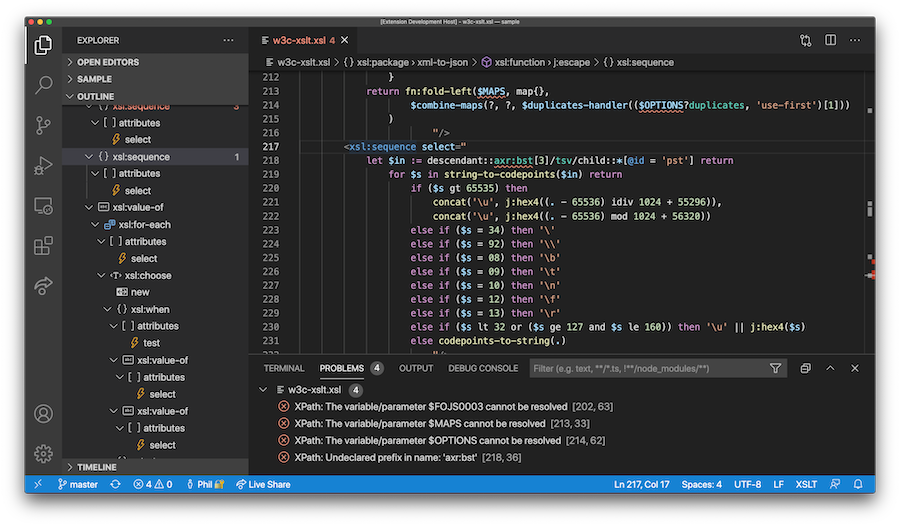 [Extension Development Host] – w3c-xslt.xsl — sample
EXPLORER
OPEN EDITORS
SAMPLE
OUTLINE
xsl:sequence 3
[ ] attributes
select
{ } xsl:sequence 1
[ ] attributes
select
xsl:value-of
xsl:for-each
[ ] attributes
select
<T> xsl:choose
new
{ } xsl:when
[ ] attributes
test
xsl:value-of
[ ] attributes
select
xsl:value-of
[ ] attributes
select
TIMELINE
w3c-xslt.xsl 4
w3c-xslt.xsl › { } xsl:package › xml-to-json › xsl:function › j:escape › { } xsl:sequence
212 }
213 return fn:fold-left($MAPS, map{},
214 $combine-maps(?, ?, $duplicates-handler(($OPTIONS?duplicates, 'use-first')[1]))
215 )
216 "/>
217 <xsl:sequence select="
218 let $in := descendant::axr:bst[3]/tsv/child::*[@id = 'pst'] return
219 for $s in string-to-codepoints($in) return
220 if ($s gt 65535) then
221 concat('\u', j:hex4((. - 65536) idiv 1024 + 55296)),
222 concat('\u', j:hex4((. - 65536) mod 1024 + 56320))
223 else if ($s = 34) then '\'
224 else if ($s = 92) then '\\'
225 else if ($s = 08) then '\b'
226 else if ($s = 09) then '\t'
227 else if ($s = 10) then '\n'
228 else if ($s = 12) then '\f'
229 else if ($s = 13) then '\r'
230 else if ($s lt 32 or ($s ge 127 and $s le 160)) then '\u' || j:hex4($s)
231 else codepoints-to-string(.)
"/>
TERMINAL PROBLEMS 4 OUTPUT DEBUG CONSOLE Filter (e.g. text, **/*.ts, !**/node_modules/**)
w3c-xslt.xsl 4
XPath: The variable/parameter $FOJS0003 cannot be resolved [202, 63]
XPath: The variable/parameter $MAPS cannot be resolved [213, 33]
XPath: The variable/parameter $OPTIONS cannot be resolved [214, 62]
XPath: Undeclared prefix in name: 'axr:bst' [218, 36]
master 4 0 Phil Live Share Ln 217, Col 17 Spaces: 4 UTF-8 LF XSLT